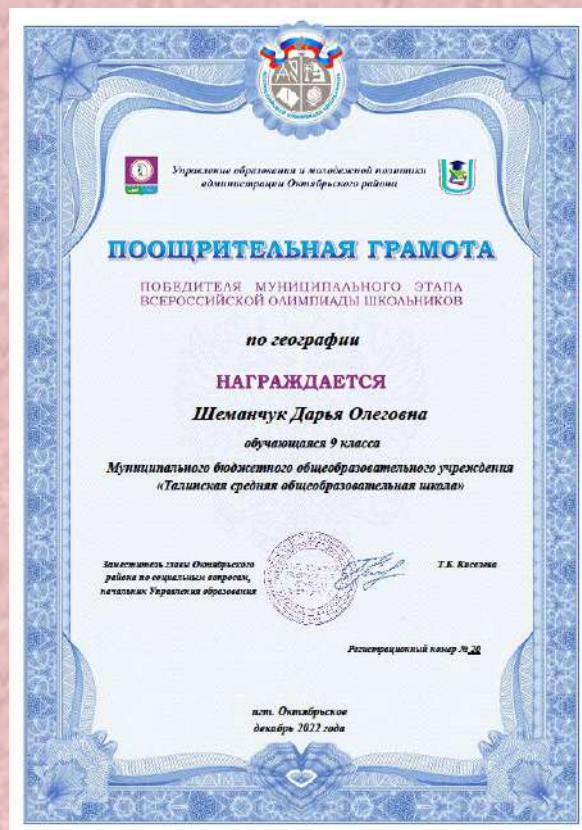 Управление образования и молодежной политики
администрации Октябрьского района
ПООЩРИТЕЛЬНАЯ ГРАМОТА
ПОБЕДИТЕЛЯ МУНИЦИПАЛЬНОГО ЭТАПА
ВСЕРОССИЙСКОЙ ОЛИМПИАДЫ ШКОЛЬНИКОВ
по географии
НАГРАЖДАЕТСЯ
Шеманчук Дарья Олеговна
обучающаяся 9 класса
Муниципального бюджетного общеобразовательного учреждения
«Талинская средняя общеобразовательная школа»
Заместитель главы Октябрьского
района по социальным вопросам,
начальник Управления образования
Т.Б. Киселева
Регистрационный номер № 20
пгт. Октябрьское
декабрь 2022 года